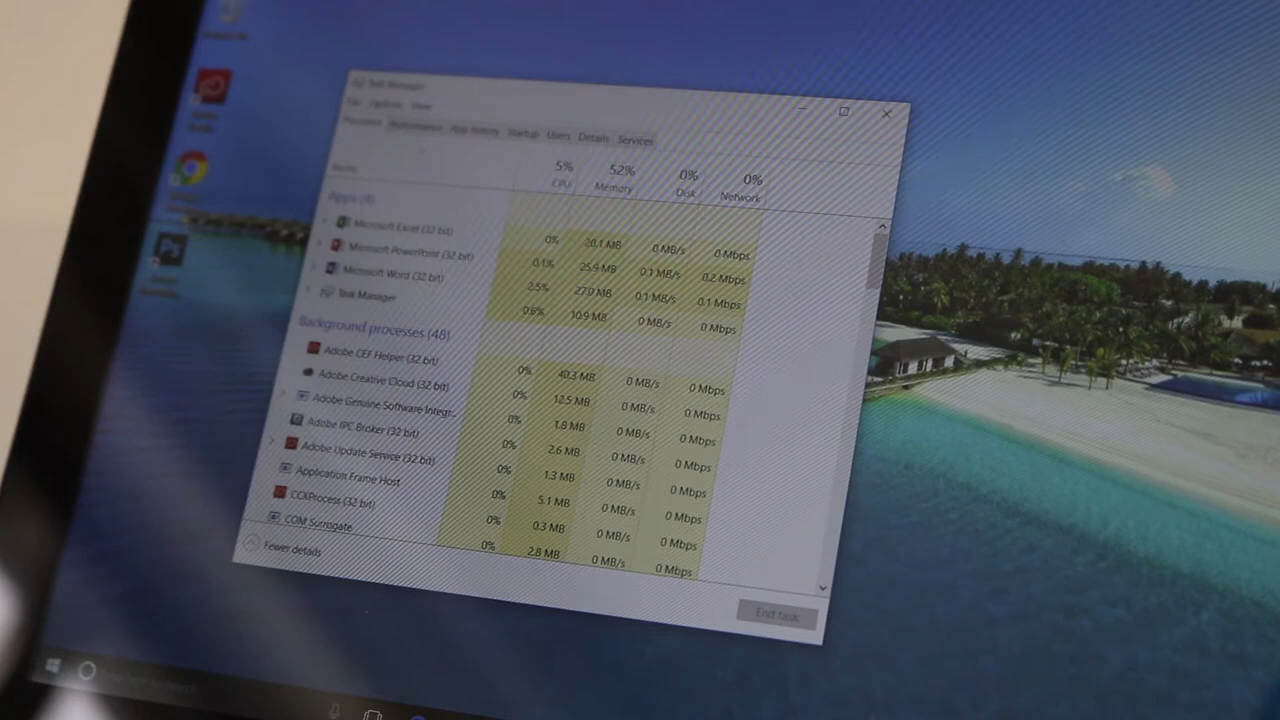 Task Manager
File Options View
Processes Performance App history Startup Users Details Services
5% 52% 0% 0%
Name CPU Memory Disk Network
Apps (4)
Microsoft Excel (32 bit) 0% 20.1 MB 0 MB/s 0 Mbps
Microsoft PowerPoint (32 bit) 0.1% 25.9 MB 0.1 MB/s 0.2 Mbps
Microsoft Word (32 bit) 2.5% 27.0 MB 0.1 MB/s 0.1 Mbps
Task Manager 0.6% 10.9 MB 0 MB/s 0 Mbps
Background processes (48)
Adobe CEF Helper (32 bit) 0% 40.3 MB 0 MB/s 0 Mbps
Adobe Creative Cloud (32 bit) 0% 12.5 MB 0 MB/s 0 Mbps
Adobe Genuine Software Integr... 0% 1.8 MB 0 MB/s 0 Mbps
Adobe IPC Broker (32 bit) 0% 2.6 MB 0 MB/s 0 Mbps
Adobe Update Service (32 bit) 0% 1.3 MB 0 MB/s 0 Mbps
Application Frame Host 0% 5.1 MB 0 MB/s 0 Mbps
CCXProcess (32 bit) 0% 0.3 MB 0 MB/s 0 Mbps
COM Surrogate 0% 2.8 MB 0 MB/s 0 Mbps
Fewer details
End task
Ps